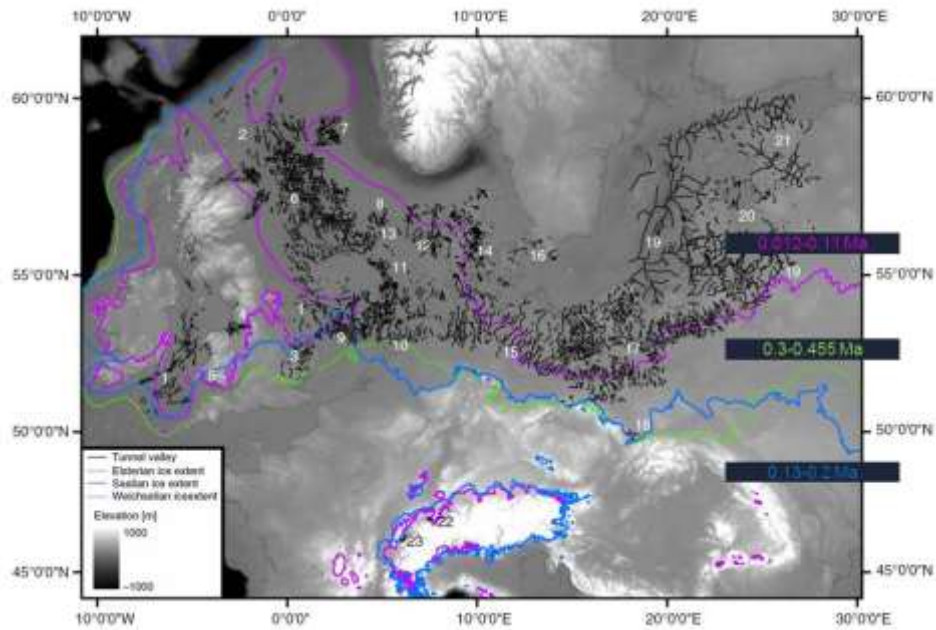 10°0'0"W 0°0'0" 10°0'0"E 20°0'0"E 30°0'0"E
60°0'0"N 60°0'0"N
2
7
21
6
8
20
13
12
19
0.012-0.11 Ma
14
16
11
55°0'0"N 55°0'0"N
19
1
9
10
0.3-0.455 Ma
3
15
17
1
18
50°0'0"N 50°0'0"N
0.13-0.2 Ma
Tunnel valley
Elsterian ice extent
Saalian ice extent
Weichselian ice extent
Elevation [m]
1000
-1000
22
23
45°0'0"N 45°0'0"N
10°0'0"W 0°0'0" 10°0'0"E 20°0'0"E 30°0'0"E